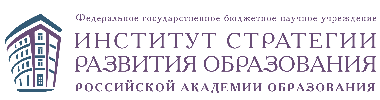 Федеральное государственное бюджетное научное учреждение
ИНСТИТУТ СТРАТЕГИИ
РАЗВИТИЯ ОБРАЗОВАНИЯ
РОССИЙСКОЙ АКАДЕМИИ ОБРАЗОВАНИЯ